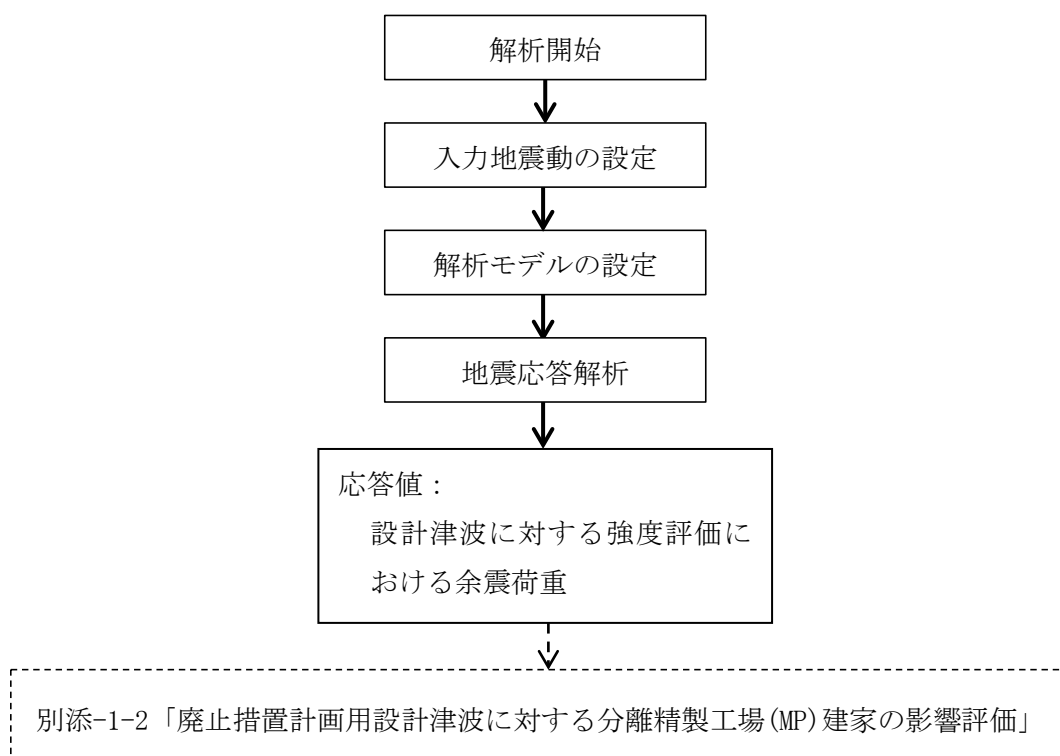 解析開始
入力地震動の設定
解析モデルの設定
地震応答解析
応答値：
設計津波に対する強度評価に
おける余震荷重
別添-1-2「廃止措置計画用設計津波に対する分離精製工場(MP)建家の影響評価」